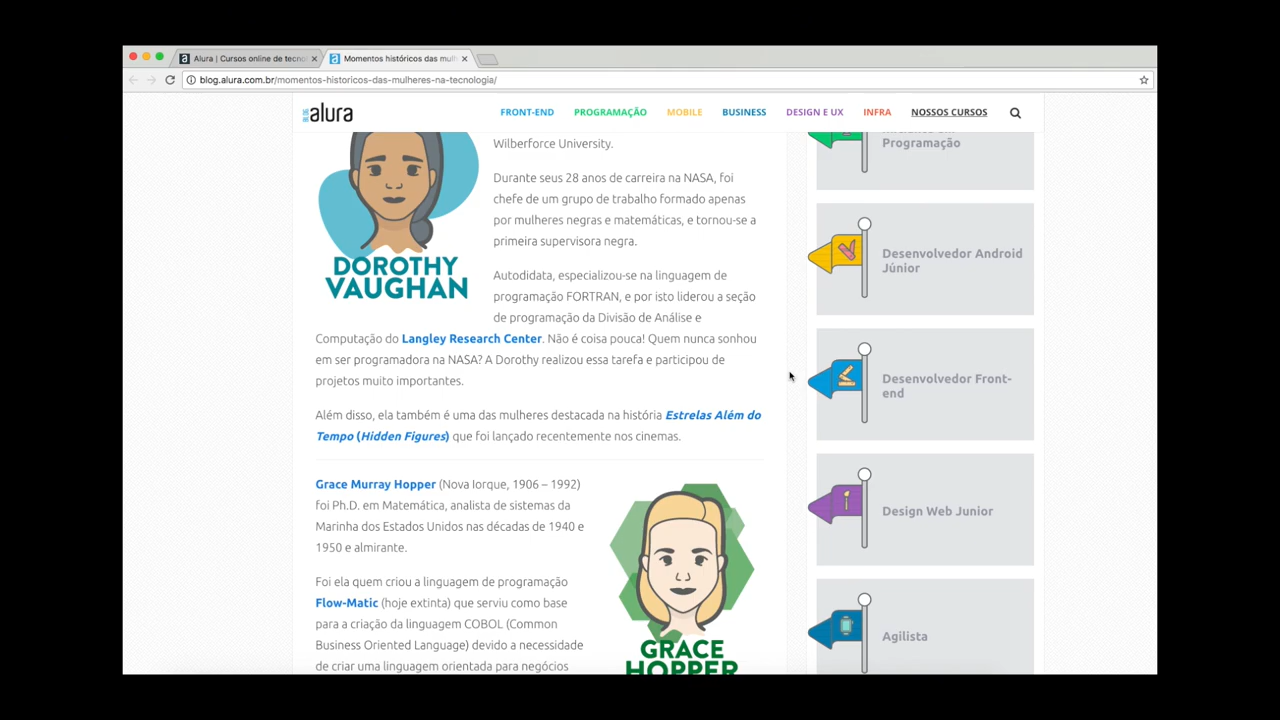 Alura | Cursos online de tecno
Momentos históricos das mulh
blog.alura.com.br/momentos-historicos-das-mulheres-na-tecnologia/
alura
FRONT-END
PROGRAMAÇÃO
MOBILE
BUSINESS
DESIGN E UX
INFRA
NOSSOS CURSOS
Wilberforce University.
Durante seus 28 anos de carreira na NASA, foi
chefe de um grupo de trabalho formado apenas
por mulheres negras e matemáticas, e tornou-se a
primeira supervisora negra.
DOROTHY
VAUGHAN
Autodidata, especializou-se na linguagem de
programação FORTRAN, e por isto liderou a seção
de programação da Divisão de Análise e
Computação do Langley Research Center. Não é coisa pouca! Quem nunca sonhou
em ser programadora na NASA? A Dorothy realizou essa tarefa e participou de
projetos muito importantes.
Além disso, ela também é uma das mulheres destacada na história Estrelas Além do
Tempo (Hidden Figures) que foi lançado recentemente nos cinemas.
Grace Murray Hopper (Nova Iorque, 1906 – 1992)
foi Ph.D. em Matemática, analista de sistemas da
Marinha dos Estados Unidos nas décadas de 1940 e
1950 e almirante.
Foi ela quem criou a linguagem de programação
Flow-Matic (hoje extinta) que serviu como base
para a criação da linguagem COBOL (Common
Business Oriented Language) devido a necessidade
de criar uma linguagem orientada para negócios
GRACE
HOPPER
Programação
Desenvolvedor Android
Júnior
Desenvolvedor Front-
end
Design Web Junior
Agilista